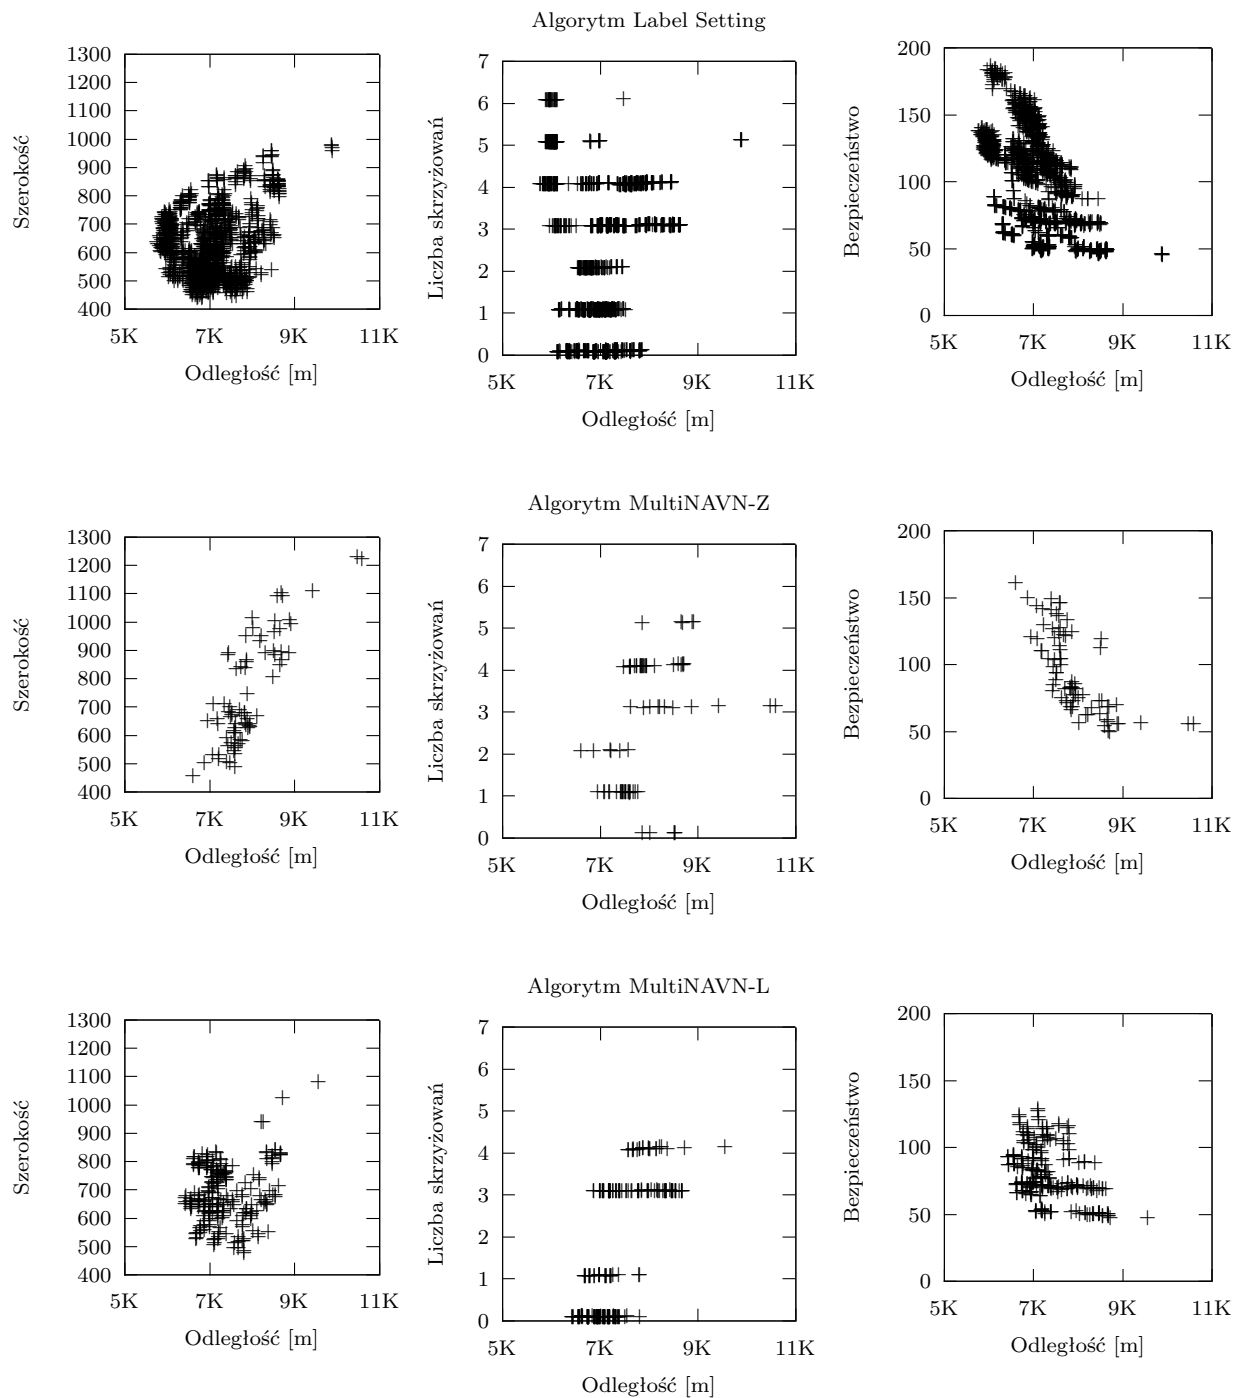 Algorytm Label Setting
Szerokość
1300
1200
1100
1000
900
800
700
600
500
400
5K
7K
9K
11K
Odległość [m]
Liczba skrzyżowań
7
6
5
4
3
2
1
0
5K
7K
9K
11K
Odległość [m]
Bezpieczeństwo
200
150
100
50
0
5K
7K
9K
11K
Odległość [m]
Algorytm MultiNAVN-Z
Szerokość
1300
1200
1100
1000
900
800
700
600
500
400
5K
7K
9K
11K
Odległość [m]
Liczba skrzyżowań
7
6
5
4
3
2
1
0
5K
7K
9K
11K
Odległość [m]
Bezpieczeństwo
200
150
100
50
0
5K
7K
9K
11K
Odległość [m]
Algorytm MultiNAVN-L
Szerokość
1300
1200
1100
1000
900
800
700
600
500
400
5K
7K
9K
11K
Odległość [m]
Liczba skrzyżowań
7
6
5
4
3
2
1
0
5K
7K
9K
11K
Odległość [m]
Bezpieczeństwo
200
150
100
50
0
5K
7K
9K
11K
Odległość [m]